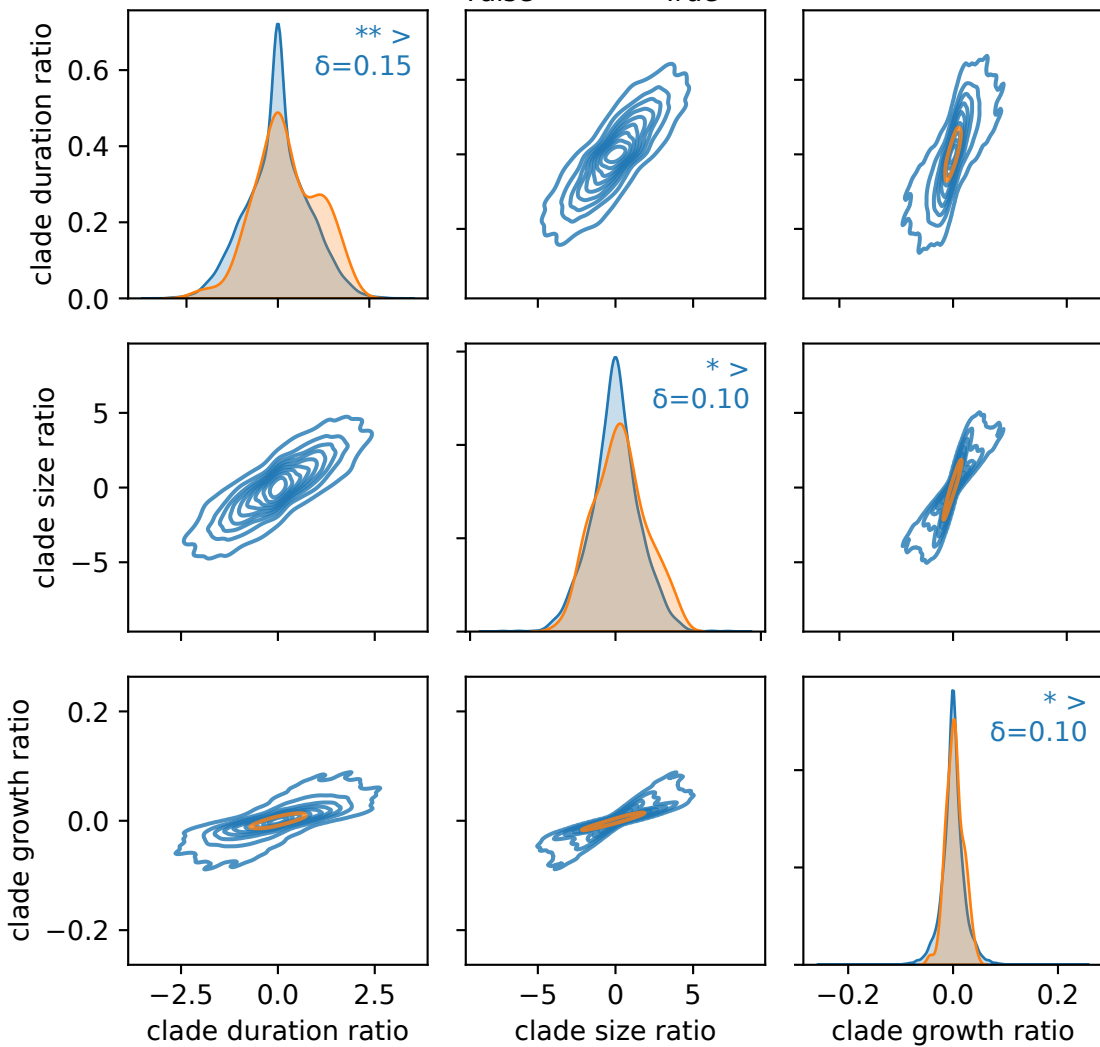 clade duration ratio
0.6
0.4
0.2
0.0
** >
δ=0.15
clade size ratio
5
0
−5
* >
δ=0.10
clade growth ratio
0.2
0.0
−0.2
* >
δ=0.10
−2.5 0.0 2.5
−5 0 5
−0.2 0.0 0.2
clade duration ratio
clade size ratio
clade growth ratio